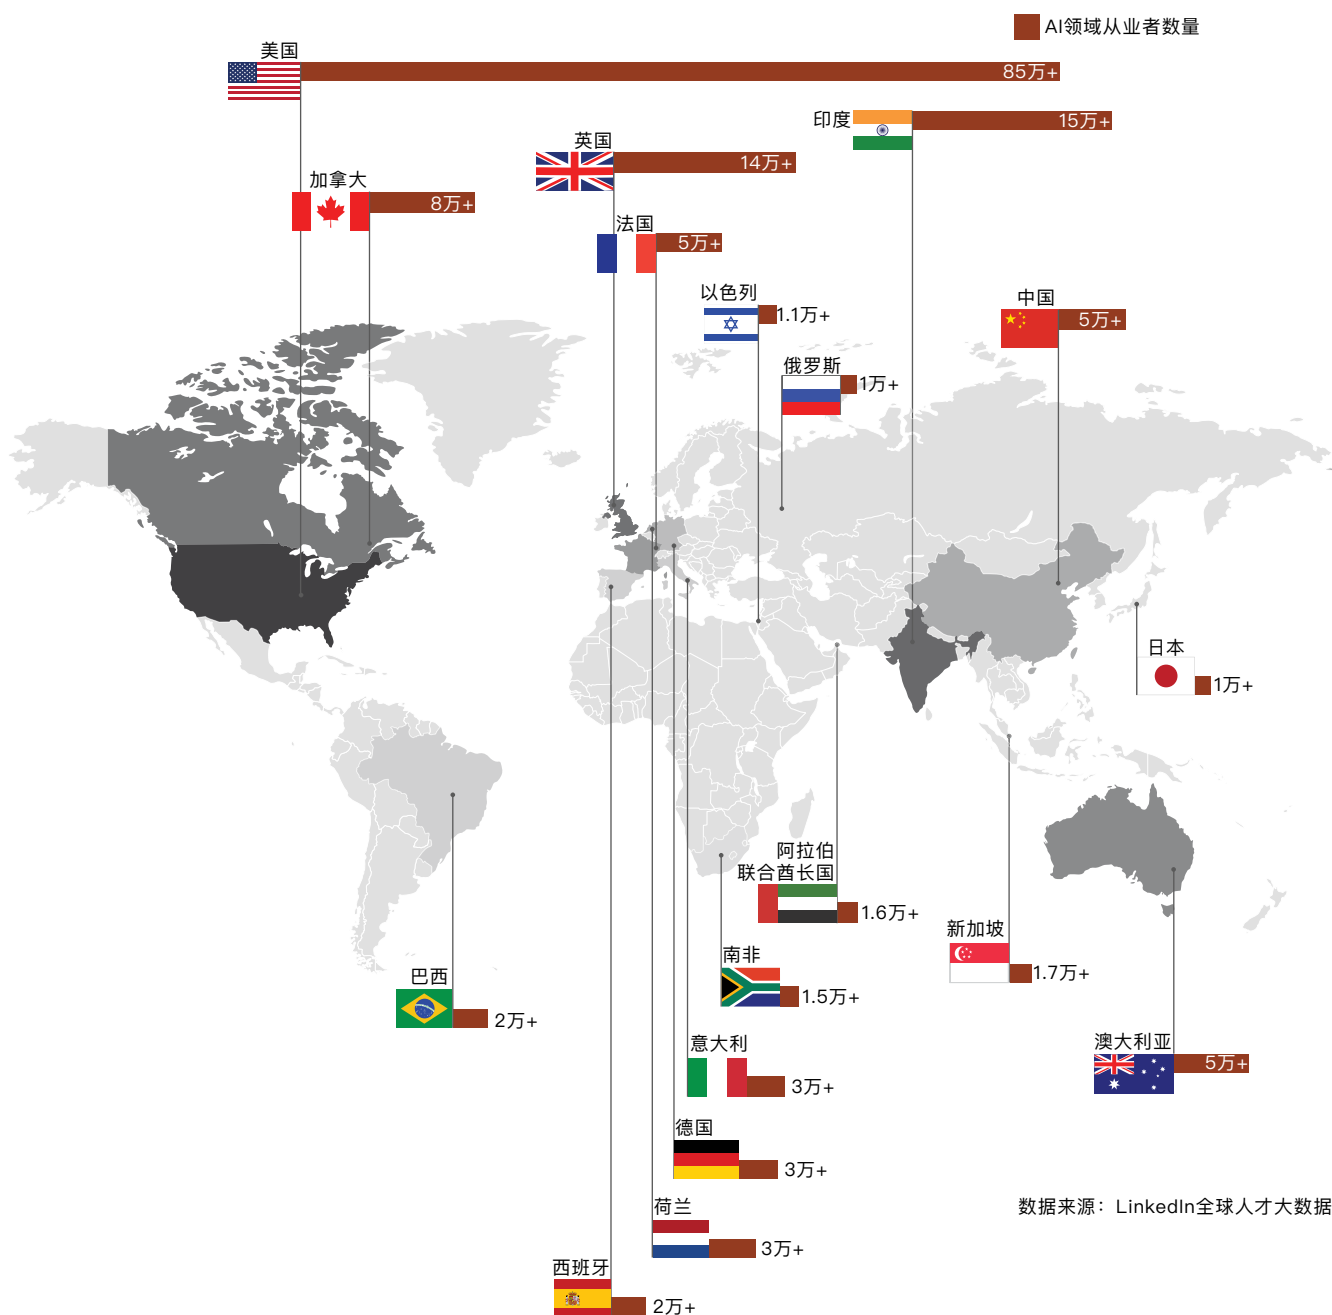 AI领域从业者数量
美国
85万+
印度
15万+
英国
14万+
加拿大
8万+
法国
5万+
以色列
1.1万+
中国
5万+
俄罗斯
1万+
日本
1万+
阿拉伯
联合酋长国
1.6万+
新加坡
1.7万+
南非
1.5万+
巴西
2万+
意大利
3万+
澳大利亚
5万+
德国
3万+
荷兰
3万+
数据来源：LinkedIn全球人才大数据
西班牙
2万+